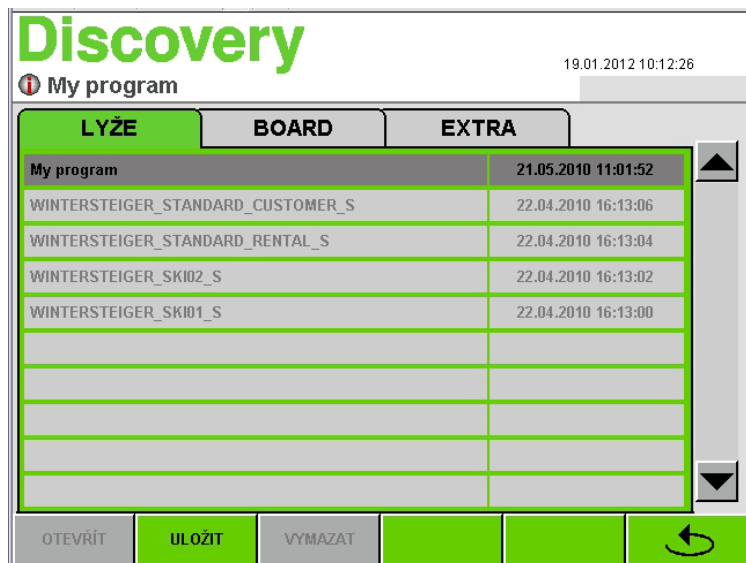 Discovery
19.01.2012 10:12:26
My program
LYŽE BOARD EXTRA
My program 21.05.2010 11:01:52
WINTERSTEIGER_STANDARD_CUSTOMER_S 22.04.2010 16:13:06
WINTERSTEIGER_STANDARD_RENTAL_S 22.04.2010 16:13:04
WINTERSTEIGER_SKI02_S 22.04.2010 16:13:02
WINTERSTEIGER_SKI01_S 22.04.2010 16:13:00
OTEVŘÍT ULOŽIT VYMAZAT